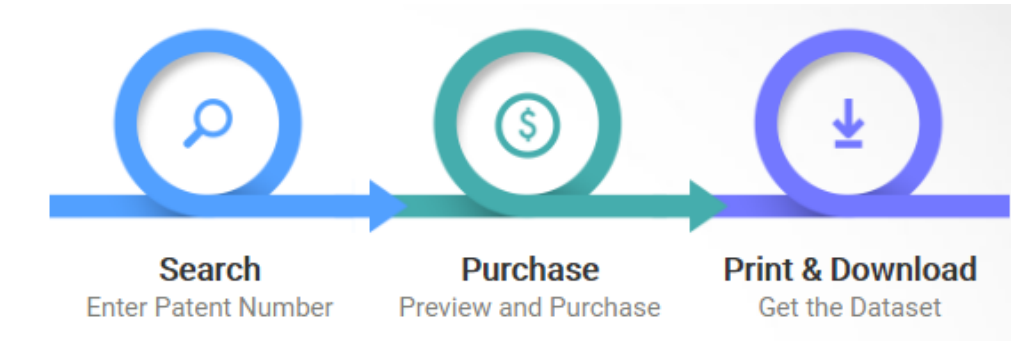 $
Search
Enter Patent Number
Purchase
Preview and Purchase
Print & Download
Get the Dataset